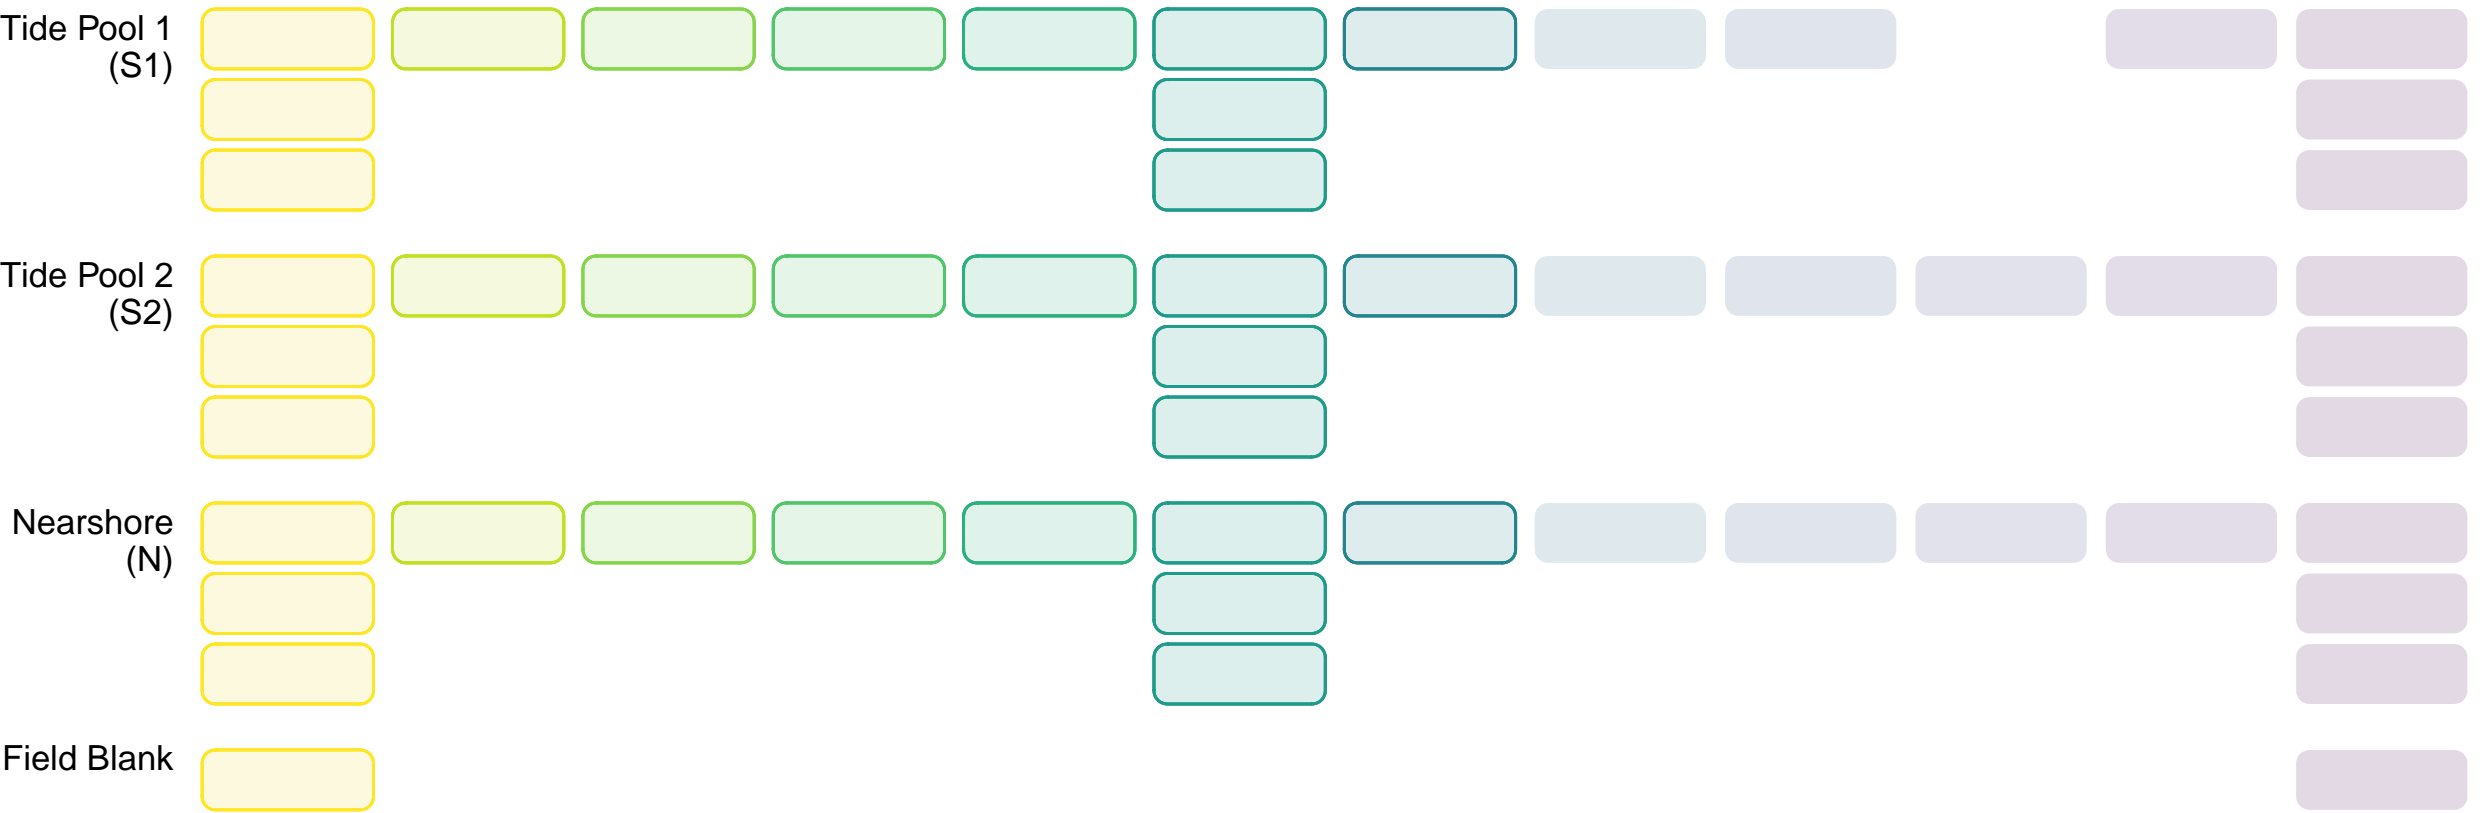 Tide Pool 1
(S1)
Tide Pool 2
(S2)
Nearshore
(N)
Field Blank